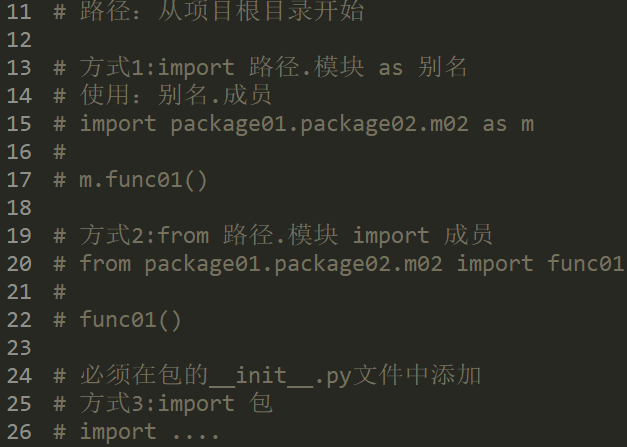 11 # 路径: 从项目根目录开始
12
13 # 方式1:import 路径.模块 as 别名
14 # 使用: 别名.成员
15 # import package01.package02.m02 as m
16 #
17 # m.func01()
18
19 # 方式2:from 路径.模块 import 成员
20 # from package01.package02.m02 import func01
21 #
22 # func01()
23
24 # 必须在包的__init__.py文件中添加
25 # 方式3:import 包
26 # import ....